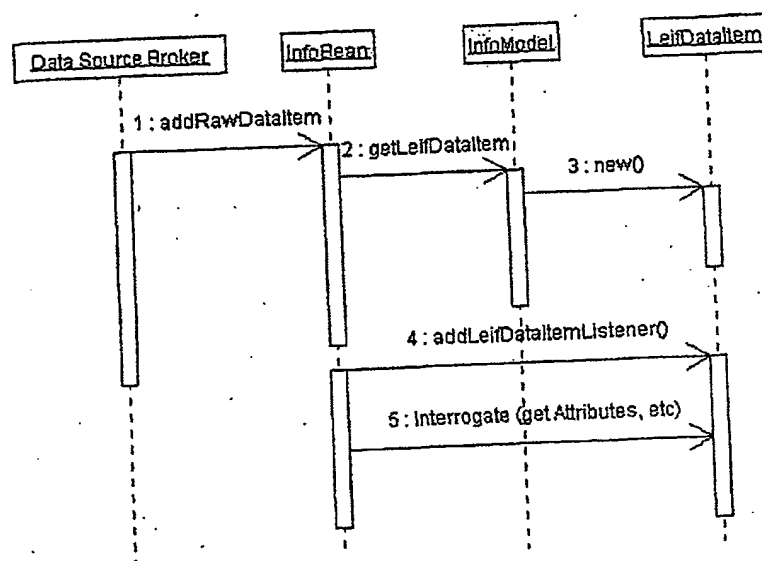 Data Source Broker
InfoBean
InfoModel
LeifDataItem
1 : addRawDataItem
2 : getLeifDataItem
3 : new()
4 : addLeifDataItemListener()
5 : Interrogate (get Attributes, etc)